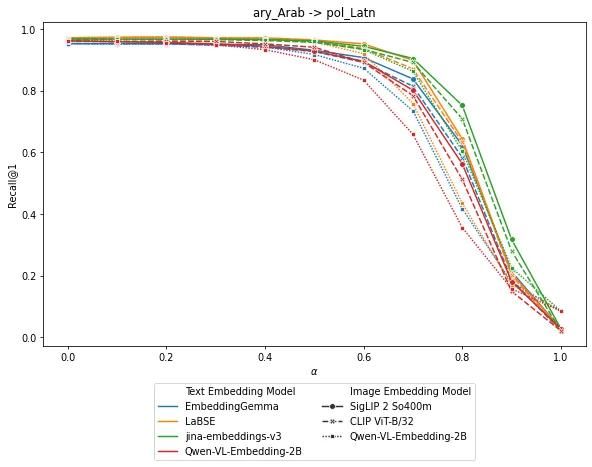 ary_Arab -> pol_Latn
1.0
0.8
0.6
0.4
0.2
0.0
Recall@1
0.0 0.2 0.4 0.6 0.8 1.0
α
Text Embedding Model
EmbeddingGemma
LaBSE
jina-embeddings-v3
Qwen-VL-Embedding-2B
Image Embedding Model
SigLIP 2 So400m
CLIP ViT-B/32
Qwen-VL-Embedding-2B